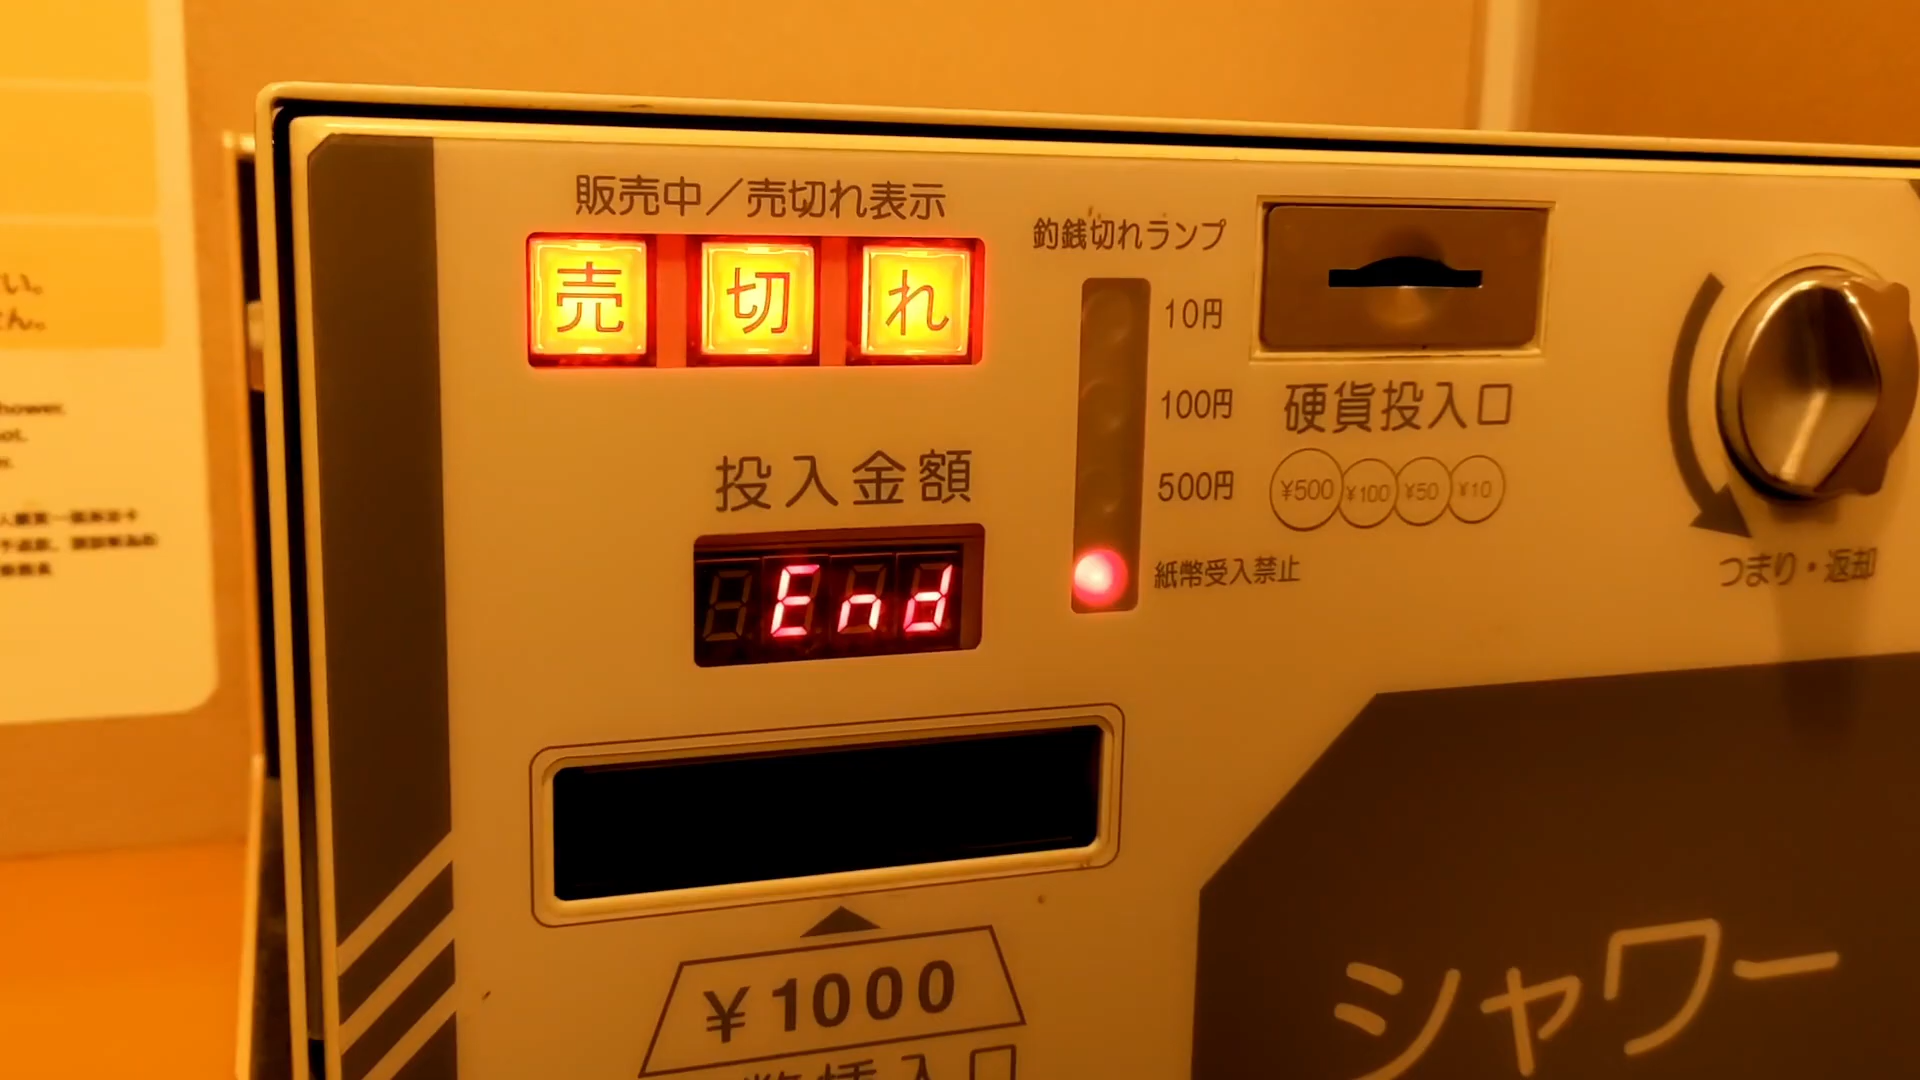 販売中/売切れ表示
売 切 れ
釣銭切れランプ
10円
100円
500円
紙幣受入禁止
硬貨投入口
¥500 ¥100 ¥50 ¥10
つまり・返却
投入金額
End
¥1000
シャワー
い。
ん。
hower.